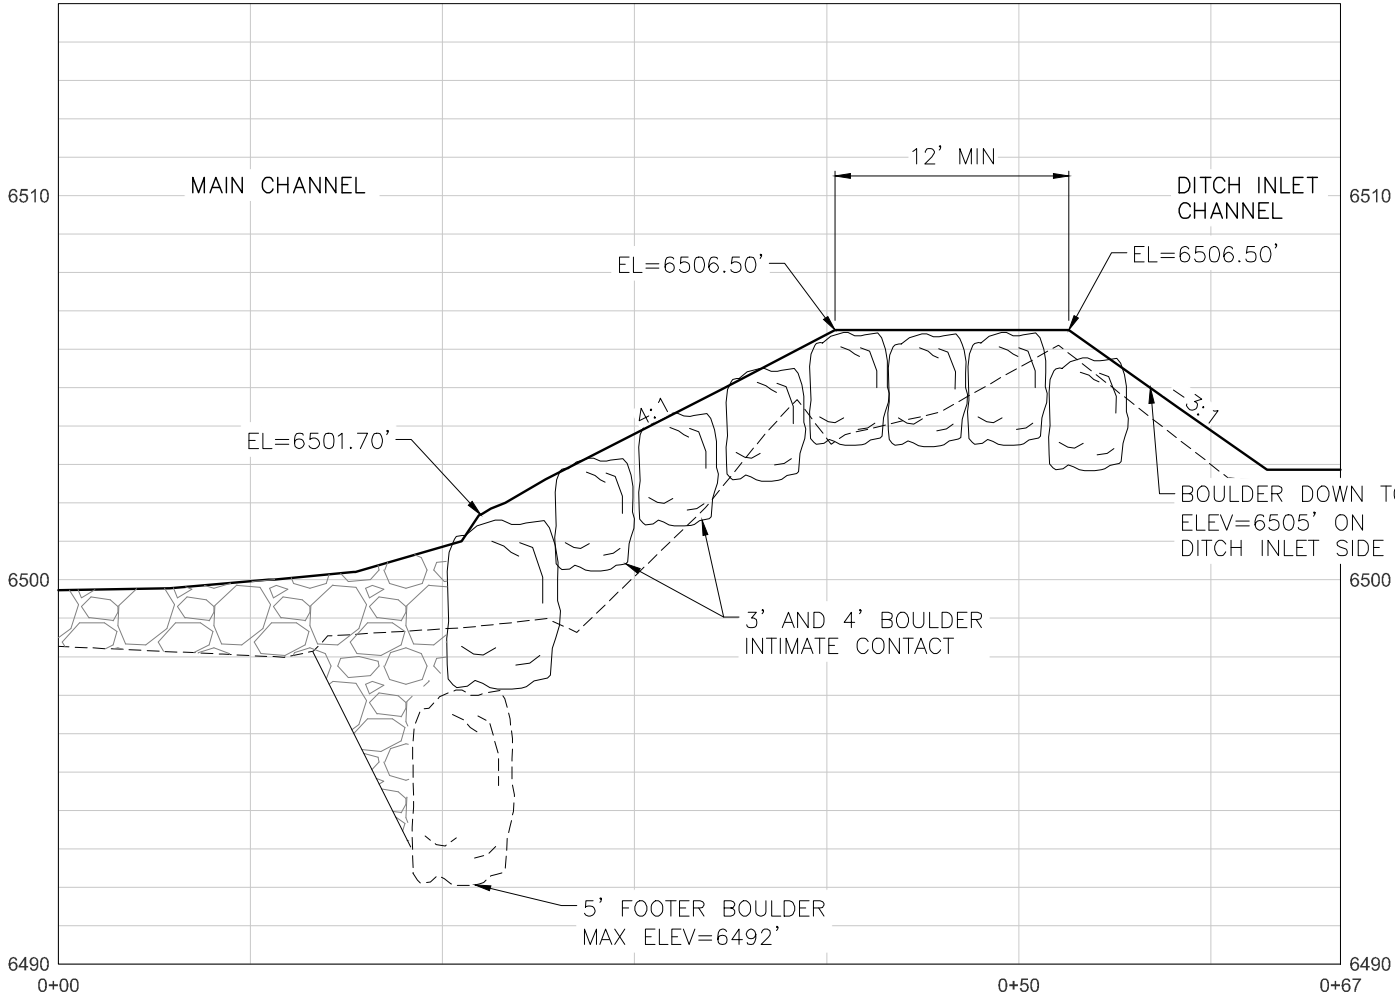 12' MIN
MAIN CHANNEL
DITCH INLET
CHANNEL
6510
6510
EL=6506.50'
EL=6506.50'
4:1
3:1
EL=6501.70'
BOULDER DOWN
ELEV=6505' ON
DITCH INLET SIDE
6500
6500
3' AND 4' BOULDER
INTIMATE CONTACT
5' FOOTER BOULDER
MAX ELEV=6492'
6490
6490
0+00
0+50
0+67